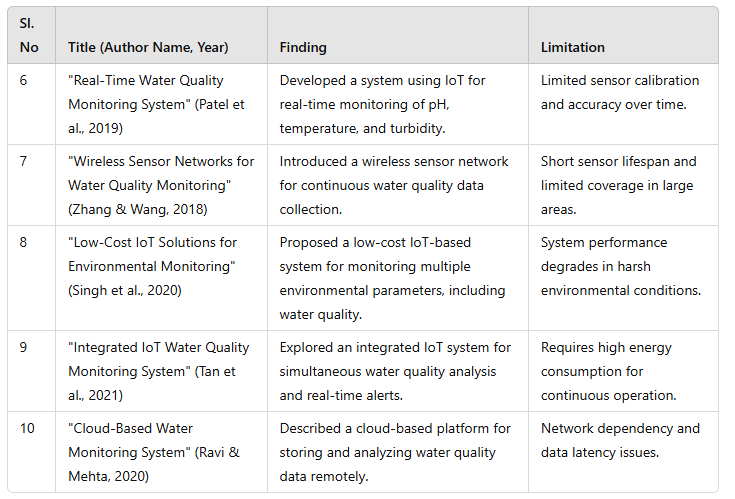 Sl.
No Title (Author Name, Year) Finding Limitation
6 "Real-Time Water Quality Developed a system using IoT for Limited sensor calibration
Monitoring System" (Patel et real-time monitoring of pH, and accuracy over time.
al., 2019) temperature, and turbidity.
7 "Wireless Sensor Networks for Introduced a wireless sensor network Short sensor lifespan and
Water Quality Monitoring" for continuous water quality data limited coverage in large
(Zhang & Wang, 2018) collection. areas.
8 "Low-Cost IoT Solutions for Proposed a low-cost IoT-based System performance
Environmental Monitoring" system for monitoring multiple degrades in harsh
(Singh et al., 2020) environmental parameters, including environmental conditions.
water quality.
9 "Integrated IoT Water Quality Explored an integrated IoT system for Requires high energy
Monitoring System" (Tan et simultaneous water quality analysis consumption for
al., 2021) and real-time alerts. continuous operation.
10 "Cloud-Based Water Described a cloud-based platform for Network dependency and
Monitoring System" (Ravi & storing and analyzing water quality data latency issues.
Mehta, 2020) data remotely.